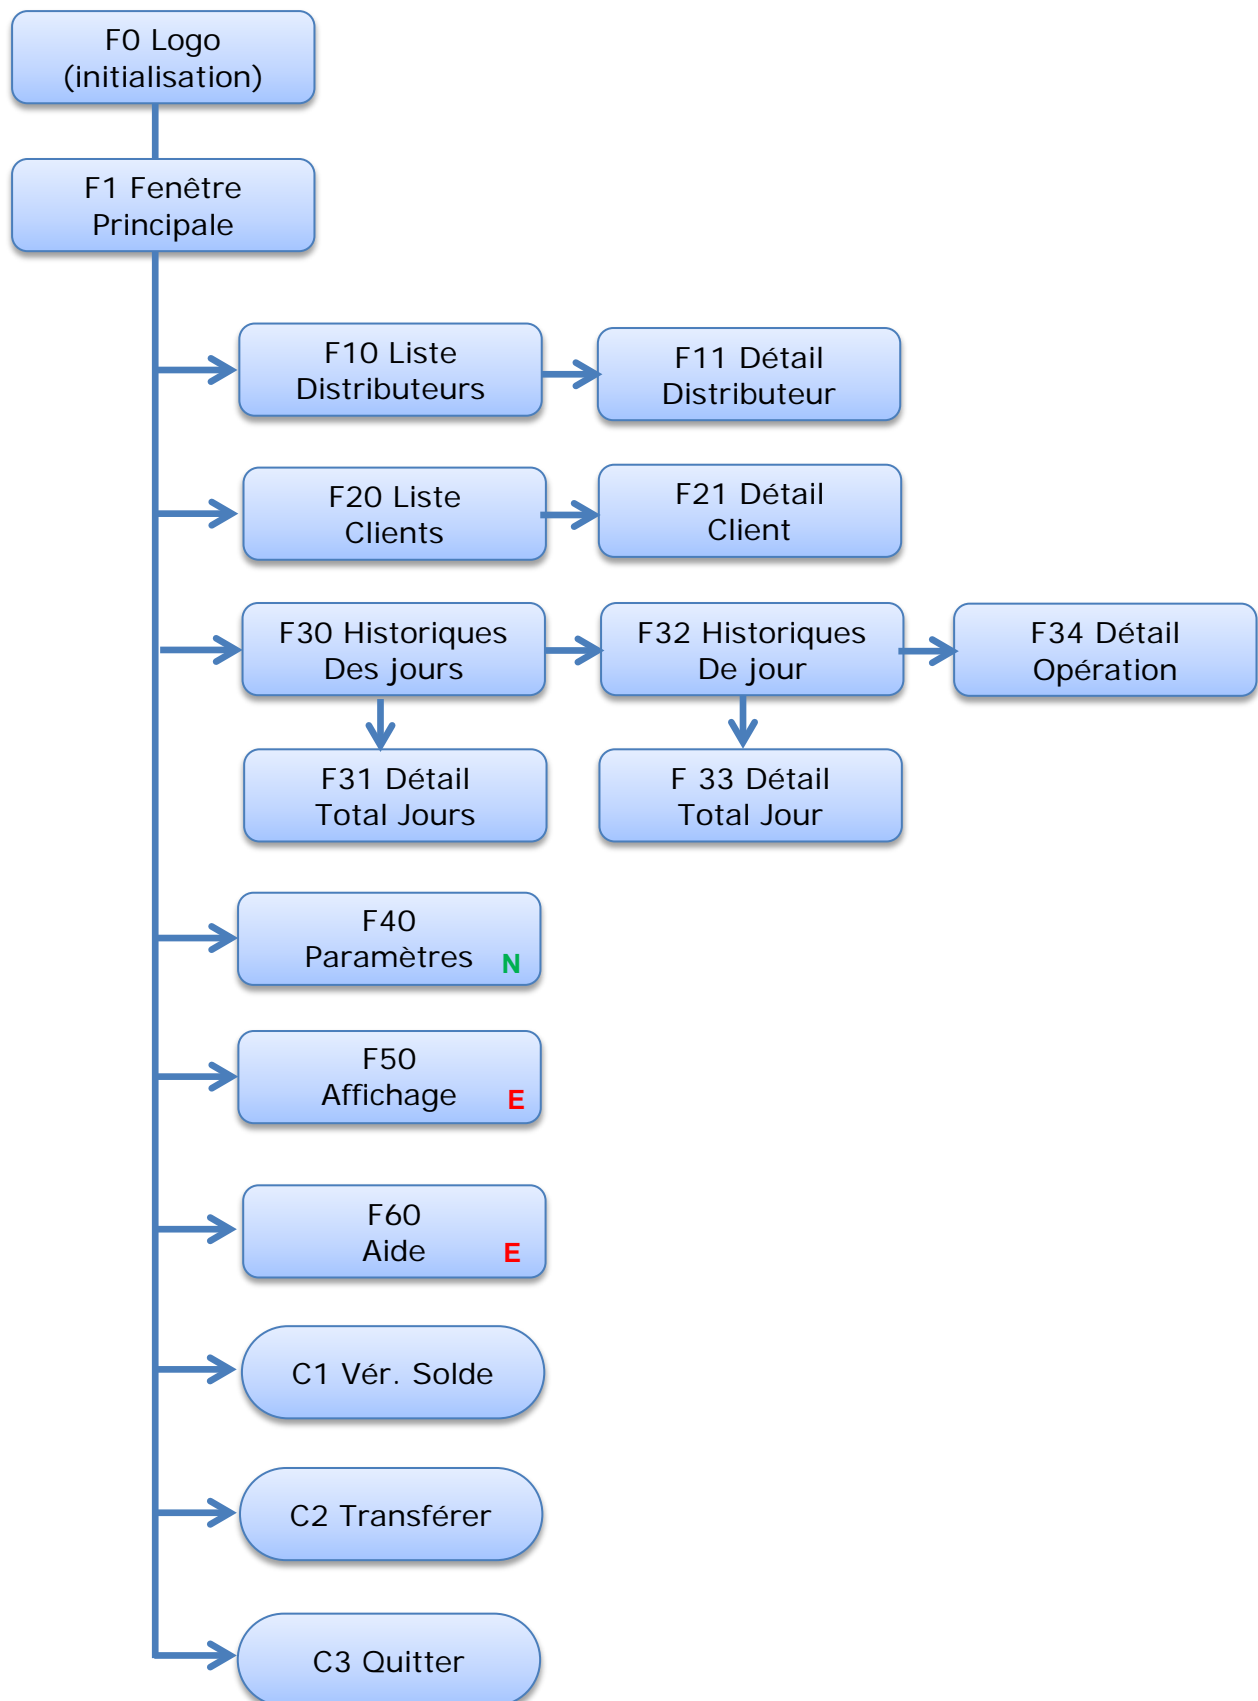 F0 Logo
(initialisation)
F1 Fenêtre
Principale
F10 Liste
Distributeurs
F11 Détail
Distributeur
F20 Liste
Clients
F21 Détail
Client
F30 Historiques
Des jours
F32 Historiques
De jour
F34 Détail
Opération
F31 Détail
Total Jours
F 33 Détail
Total Jour
F40
Paramètres N
F50
Affichage E
F60
Aide E
C1 Vér. Solde
C2 Transférer
C3 Quitter